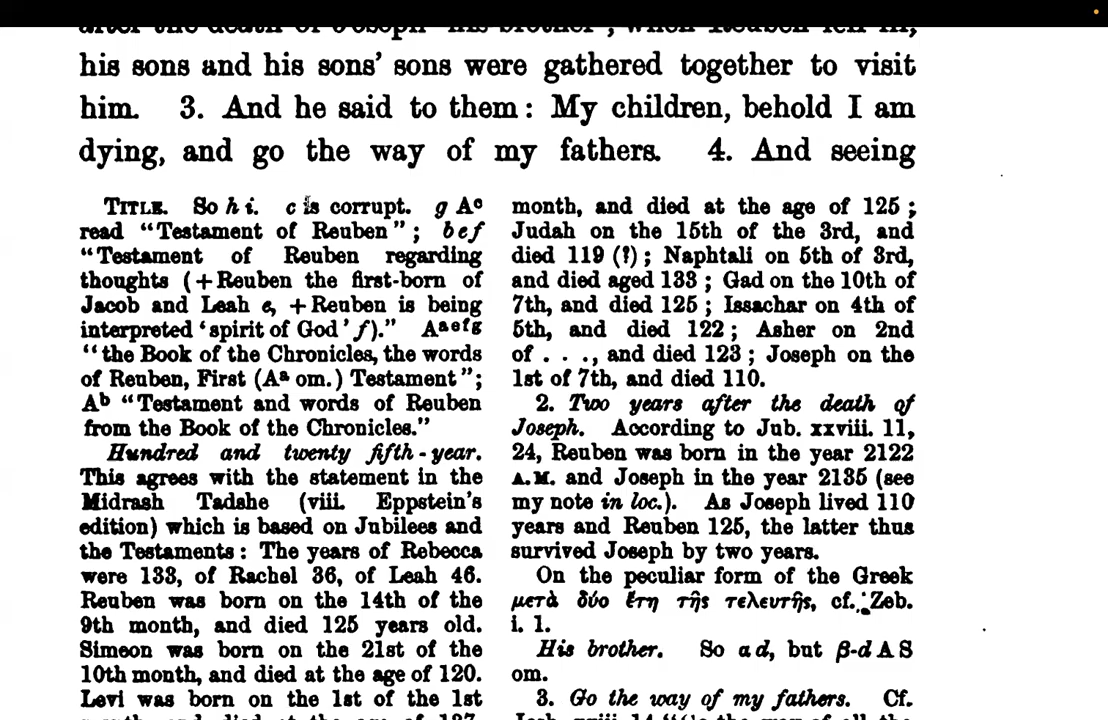 after the death of Joseph his brother, when Reuben fell ill,
his sons and his sons' sons were gathered together to visit
him. 3. And he said to them: My children, behold I am
dying, and go the way of my fathers. 4. And seeing
TITLE. So h i. c is corrupt. g Aᶜ
read "Testament of Reuben"; b e f
"Testament of Reuben regarding
thoughts (+Reuben the first-born of
Jacob and Leah e, +Reuben is being
interpreted 'spirit of God' f)." Aᵃᵉᶠᵍ
"the Book of the Chronicles, the words
of Reuben, First (Aᵃ om.) Testament";
Aᵇ "Testament and words of Reuben
from the Book of the Chronicles."
Hundred and twenty fifth-year.
This agrees with the statement in the
Midrash Tadshe (viii. Eppstein's
edition) which is based on Jubilees and
the Testaments: The years of Rebecca
were 133, of Rachel 36, of Leah 46.
Reuben was born on the 14th of the
9th month, and died 125 years old.
Simeon was born on the 21st of the
10th month, and died at the age of 120.
Levi was born on the 1st of the 1st
month, and died at the age of 125;
Judah on the 15th of the 3rd, and
died 119 (?); Naphtali on 5th of 3rd,
and died aged 133; Gad on the 10th of
7th, and died 125; Issachar on 4th of
5th, and died 122; Asher on 2nd
of . . ., and died 123; Joseph on the
1st of 7th, and died 110.
2. Two years after the death of
Joseph. According to Jub. xxviii. 11,
24, Reuben was born in the year 2122
A.M. and Joseph in the year 2135 (see
my note in loc.). As Joseph lived 110
years and Reuben 125, the latter thus
survived Joseph by two years.
On the peculiar form of the Greek
μετὰ δύο ἔτη τῆς τελευτῆς, cf. Zeb.
i. 1.
His brother. So a d, but β-d A S
om.
3. Go the way of my fathers. Cf.